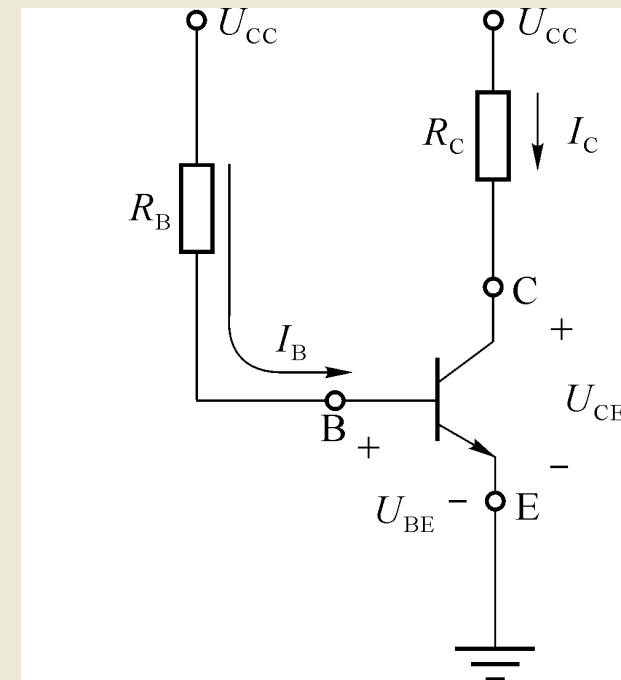 U_CC U_CC
R_C I_C
R_B
C
I_B +
U_CE
B +
−
U_BE − E